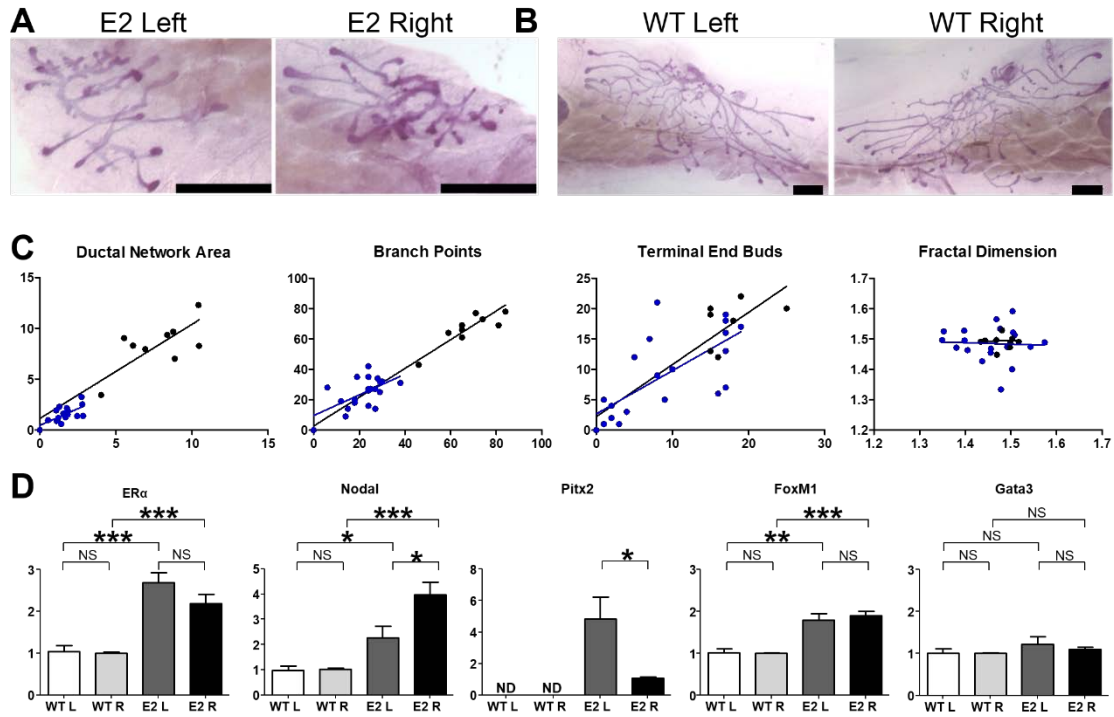 A E2 Left E2 Right B WT Left WT Right
C Ductal Network Area Branch Points Terminal End Buds Fractal Dimension
15
10
5
0
0 5 10 15
100
80
60
40
20
0
0 20 40 60 80 100
25
20
15
10
5
0
0 10 20 30
1.7
1.6
1.5
1.4
1.3
1.2
1.2 1.3 1.4 1.5 1.6 1.7
D
ERα
***
***
NS NS
3
2
1
0
WT L WT R E2 L E2 R
Nodal
***
*
NS *
5
4
3
2
1
0
WT L WT R E2 L E2 R
Pitx2
*
8
6
4
2
0
ND ND
WT L WT R E2 L E2 R
FoxM1
***
**
NS NS
3
2
1
0
WT L WT R E2 L E2 R
Gata3
NS
NS
NS NS
3
2
1
0
WT L WT R E2 L E2 R